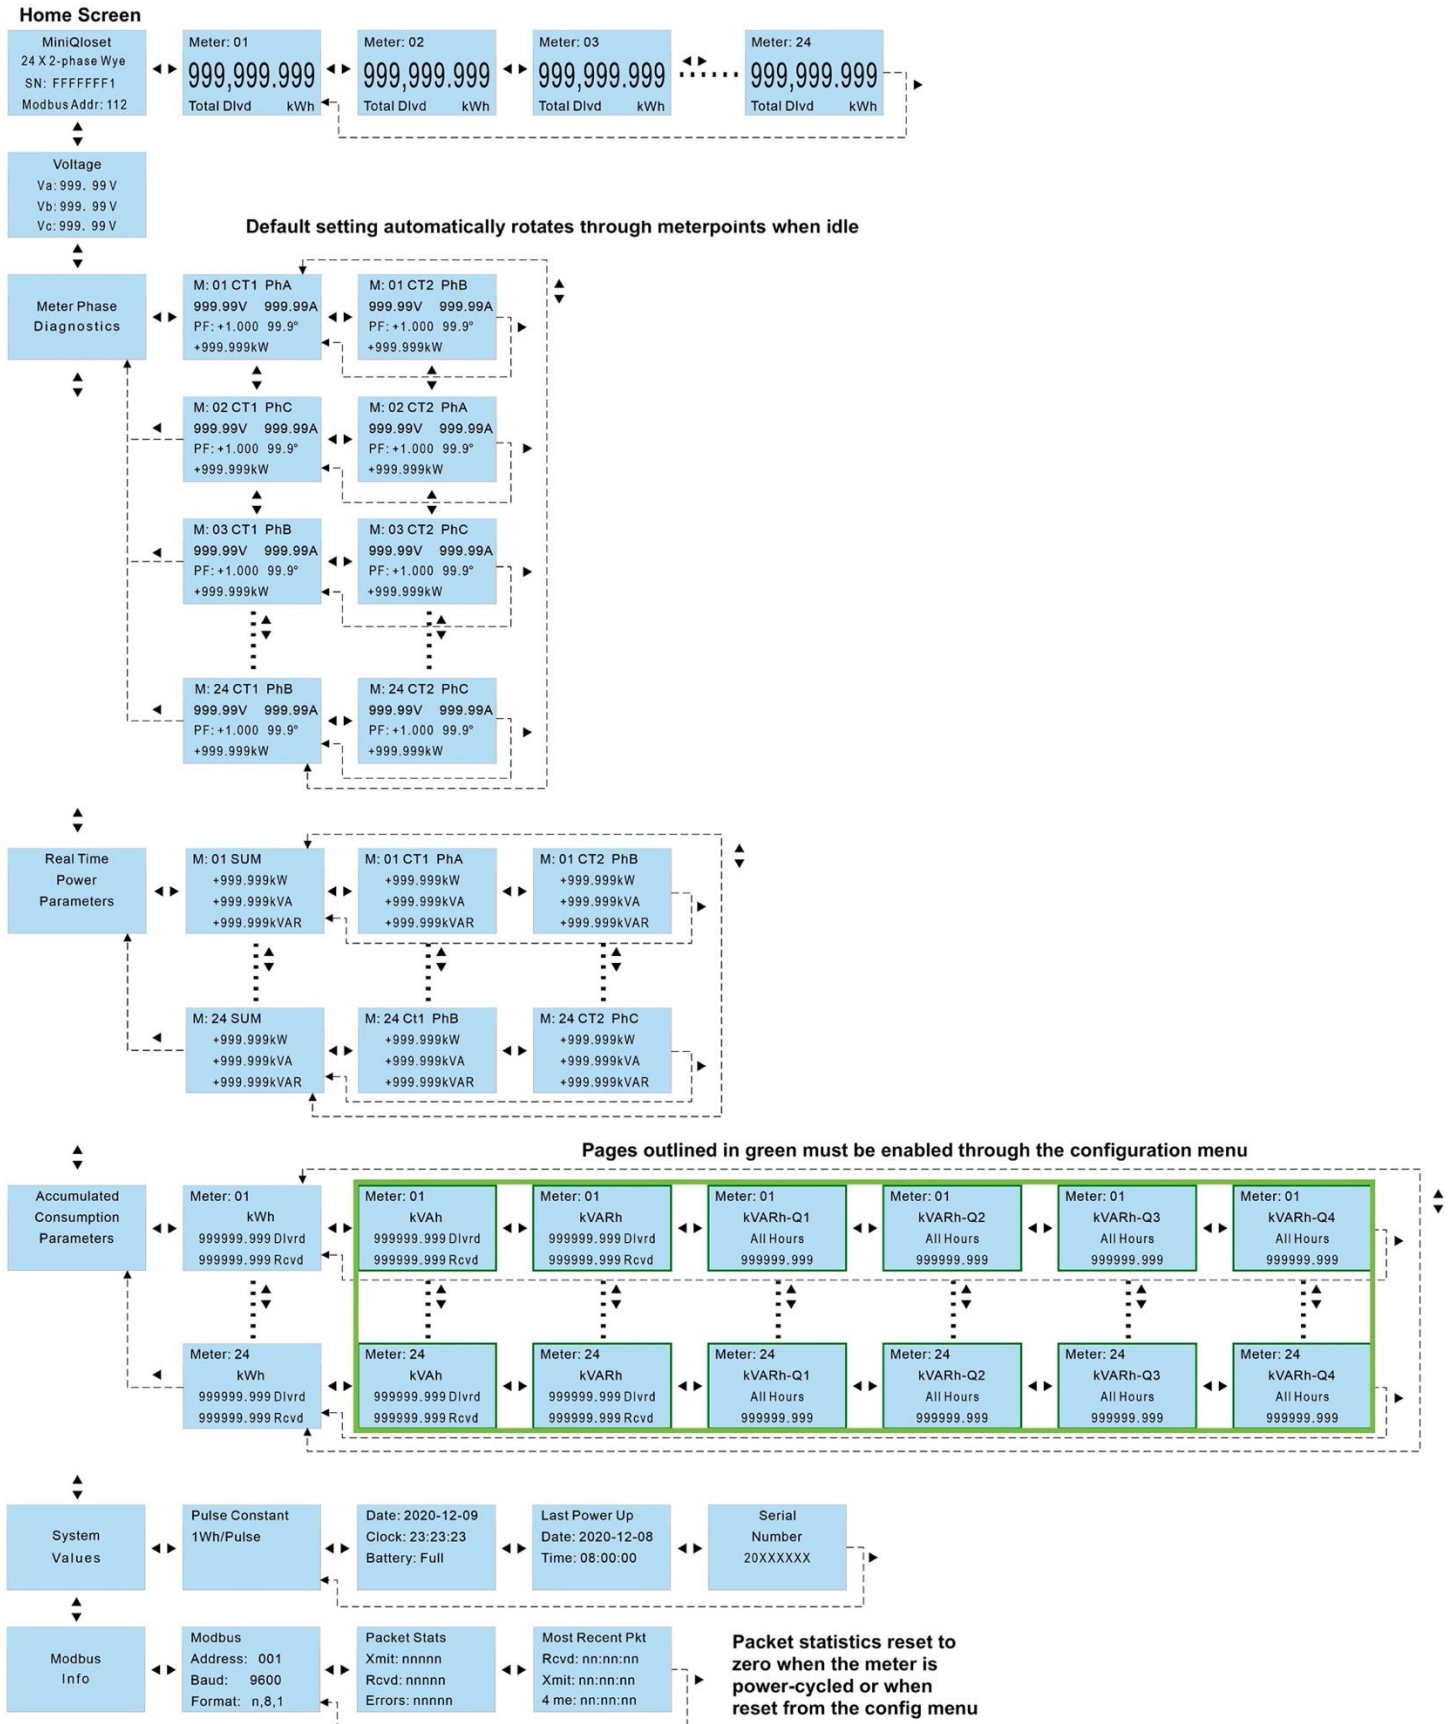 Home Screen
MiniQloset
24 X 2-phase Wye
SN: FFFFFFF1
Modbus Addr: 112
Meter: 01
999,999.999
Total Dlvd kWh
Meter: 02
999,999.999
Total Dlvd kWh
Meter: 03
999,999.999
Total Dlvd kWh
Meter: 24
999,999.999
Total Dlvd kWh
Voltage
Va: 999. 99 V
Vb: 999. 99 V
Vc: 999. 99 V
Default setting automatically rotates through meterpoints when idle
Meter Phase
Diagnostics
M: 01 CT1 PhA
999.99V 999.99A
PF: +1.000 99.9°
+999.999kW
M: 01 CT2 PhB
999.99V 999.99A
PF: +1.000 99.9°
+999.999kW
M: 02 CT1 PhC
999.99V 999.99A
PF: +1.000 99.9°
+999.999kW
M: 02 CT2 PhA
999.99V 999.99A
PF: +1.000 99.9°
+999.999kW
M: 03 CT1 PhB
999.99V 999.99A
PF: +1.000 99.9°
+999.999kW
M: 03 CT2 PhC
999.99V 999.99A
PF: +1.000 99.9°
+999.999kW
M: 24 CT1 PhB
999.99V 999.99A
PF: +1.000 99.9°
+999.999kW
M: 24 CT2 PhC
999.99V 999.99A
PF: +1.000 99.9°
+999.999kW
Real Time
Power
Parameters
M: 01 SUM
+999.999kW
+999.999kVA
+999.999kVAR
M: 01 CT1 PhA
+999.999kW
+999.999kVA
+999.999kVAR
M: 01 CT2 PhB
+999.999kW
+999.999kVA
+999.999kVAR
M: 24 SUM
+999.999kW
+999.999kVA
+999.999kVAR
M: 24 Ct1 PhB
+999.999kW
+999.999kVA
+999.999kVAR
M: 24 CT2 PhC
+999.999kW
+999.999kVA
+999.999kVAR
Pages outlined in green must be enabled through the configuration menu
Accumulated
Consumption
Parameters
Meter: 01
kWh
999999.999 Dlvrd
999999.999 Rcvd
Meter: 01
kVAh
999999.999 Dlvrd
999999.999 Rcvd
Meter: 01
kVARh
999999.999 Dlvrd
999999.999 Rcvd
Meter: 01
kVARh-Q1
All Hours
999999.999
Meter: 01
kVARh-Q2
All Hours
999999.999
Meter: 01
kVARh-Q3
All Hours
999999.999
Meter: 01
kVARh-Q4
All Hours
999999.999
Meter: 24
kWh
999999.999 Dlvrd
999999.999 Rcvd
Meter: 24
kVAh
999999.999 Dlvrd
999999.999 Rcvd
Meter: 24
kVARh
999999.999 Dlvrd
999999.999 Rcvd
Meter: 24
kVARh-Q1
All Hours
999999.999
Meter: 24
kVARh-Q2
All Hours
999999.999
Meter: 24
kVARh-Q3
All Hours
999999.999
Meter: 24
kVARh-Q4
All Hours
999999.999
System
Values
Pulse Constant
1Wh/Pulse
Date: 2020-12-09
Clock: 23:23:23
Battery: Full
Last Power Up
Date: 2020-12-08
Time: 08:00:00
Serial
Number
20XXXXXX
Modbus
Info
Modbus
Address: 001
Baud: 9600
Format: n,8,1
Packet Stats
Xmit: nnnnn
Rcvd: nnnnn
Errors: nnnnn
Most Recent Pkt
Rcvd: nn:nn:nn
Xmit: nn:nn:nn
4 me: nn:nn:nn
Packet statistics reset to
zero when the meter is
power-cycled or when
reset from the config menu